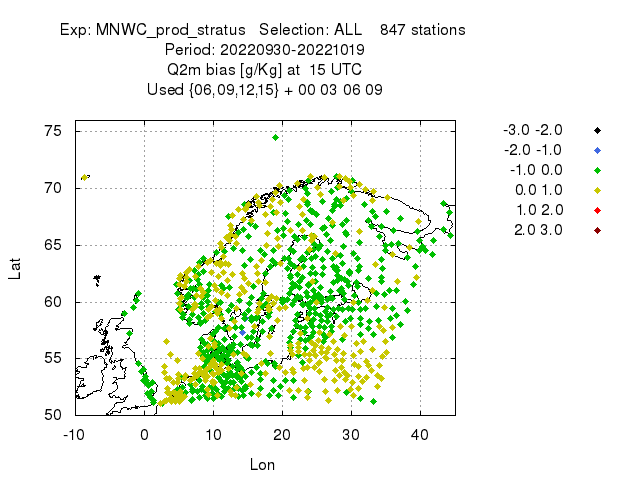 Exp: MNWC_prod_stratus Selection: ALL 847 stations
Period: 20220930-20221019
Q2m bias [g/Kg] at 15 UTC
Used {06,09,12,15} + 00 03 06 09
-3.0 -2.0
-2.0 -1.0
-1.0 0.0
0.0 1.0
1.0 2.0
2.0 3.0
75
70
65
60
55
50
Lat
-10 0 10 20 30 40
Lon